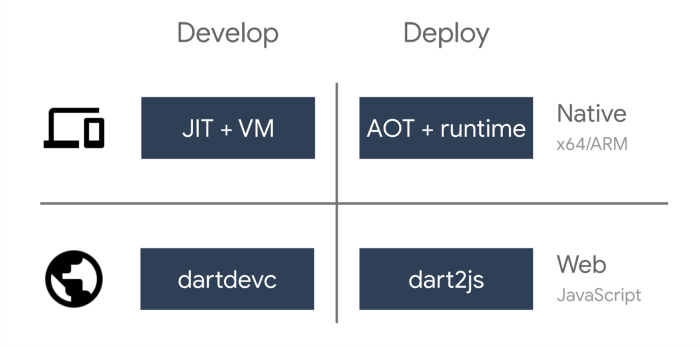 Develop
Deploy
JIT + VM
AOT + runtime
Native
x64/ARM
dartdevc
dart2js
Web
JavaScript